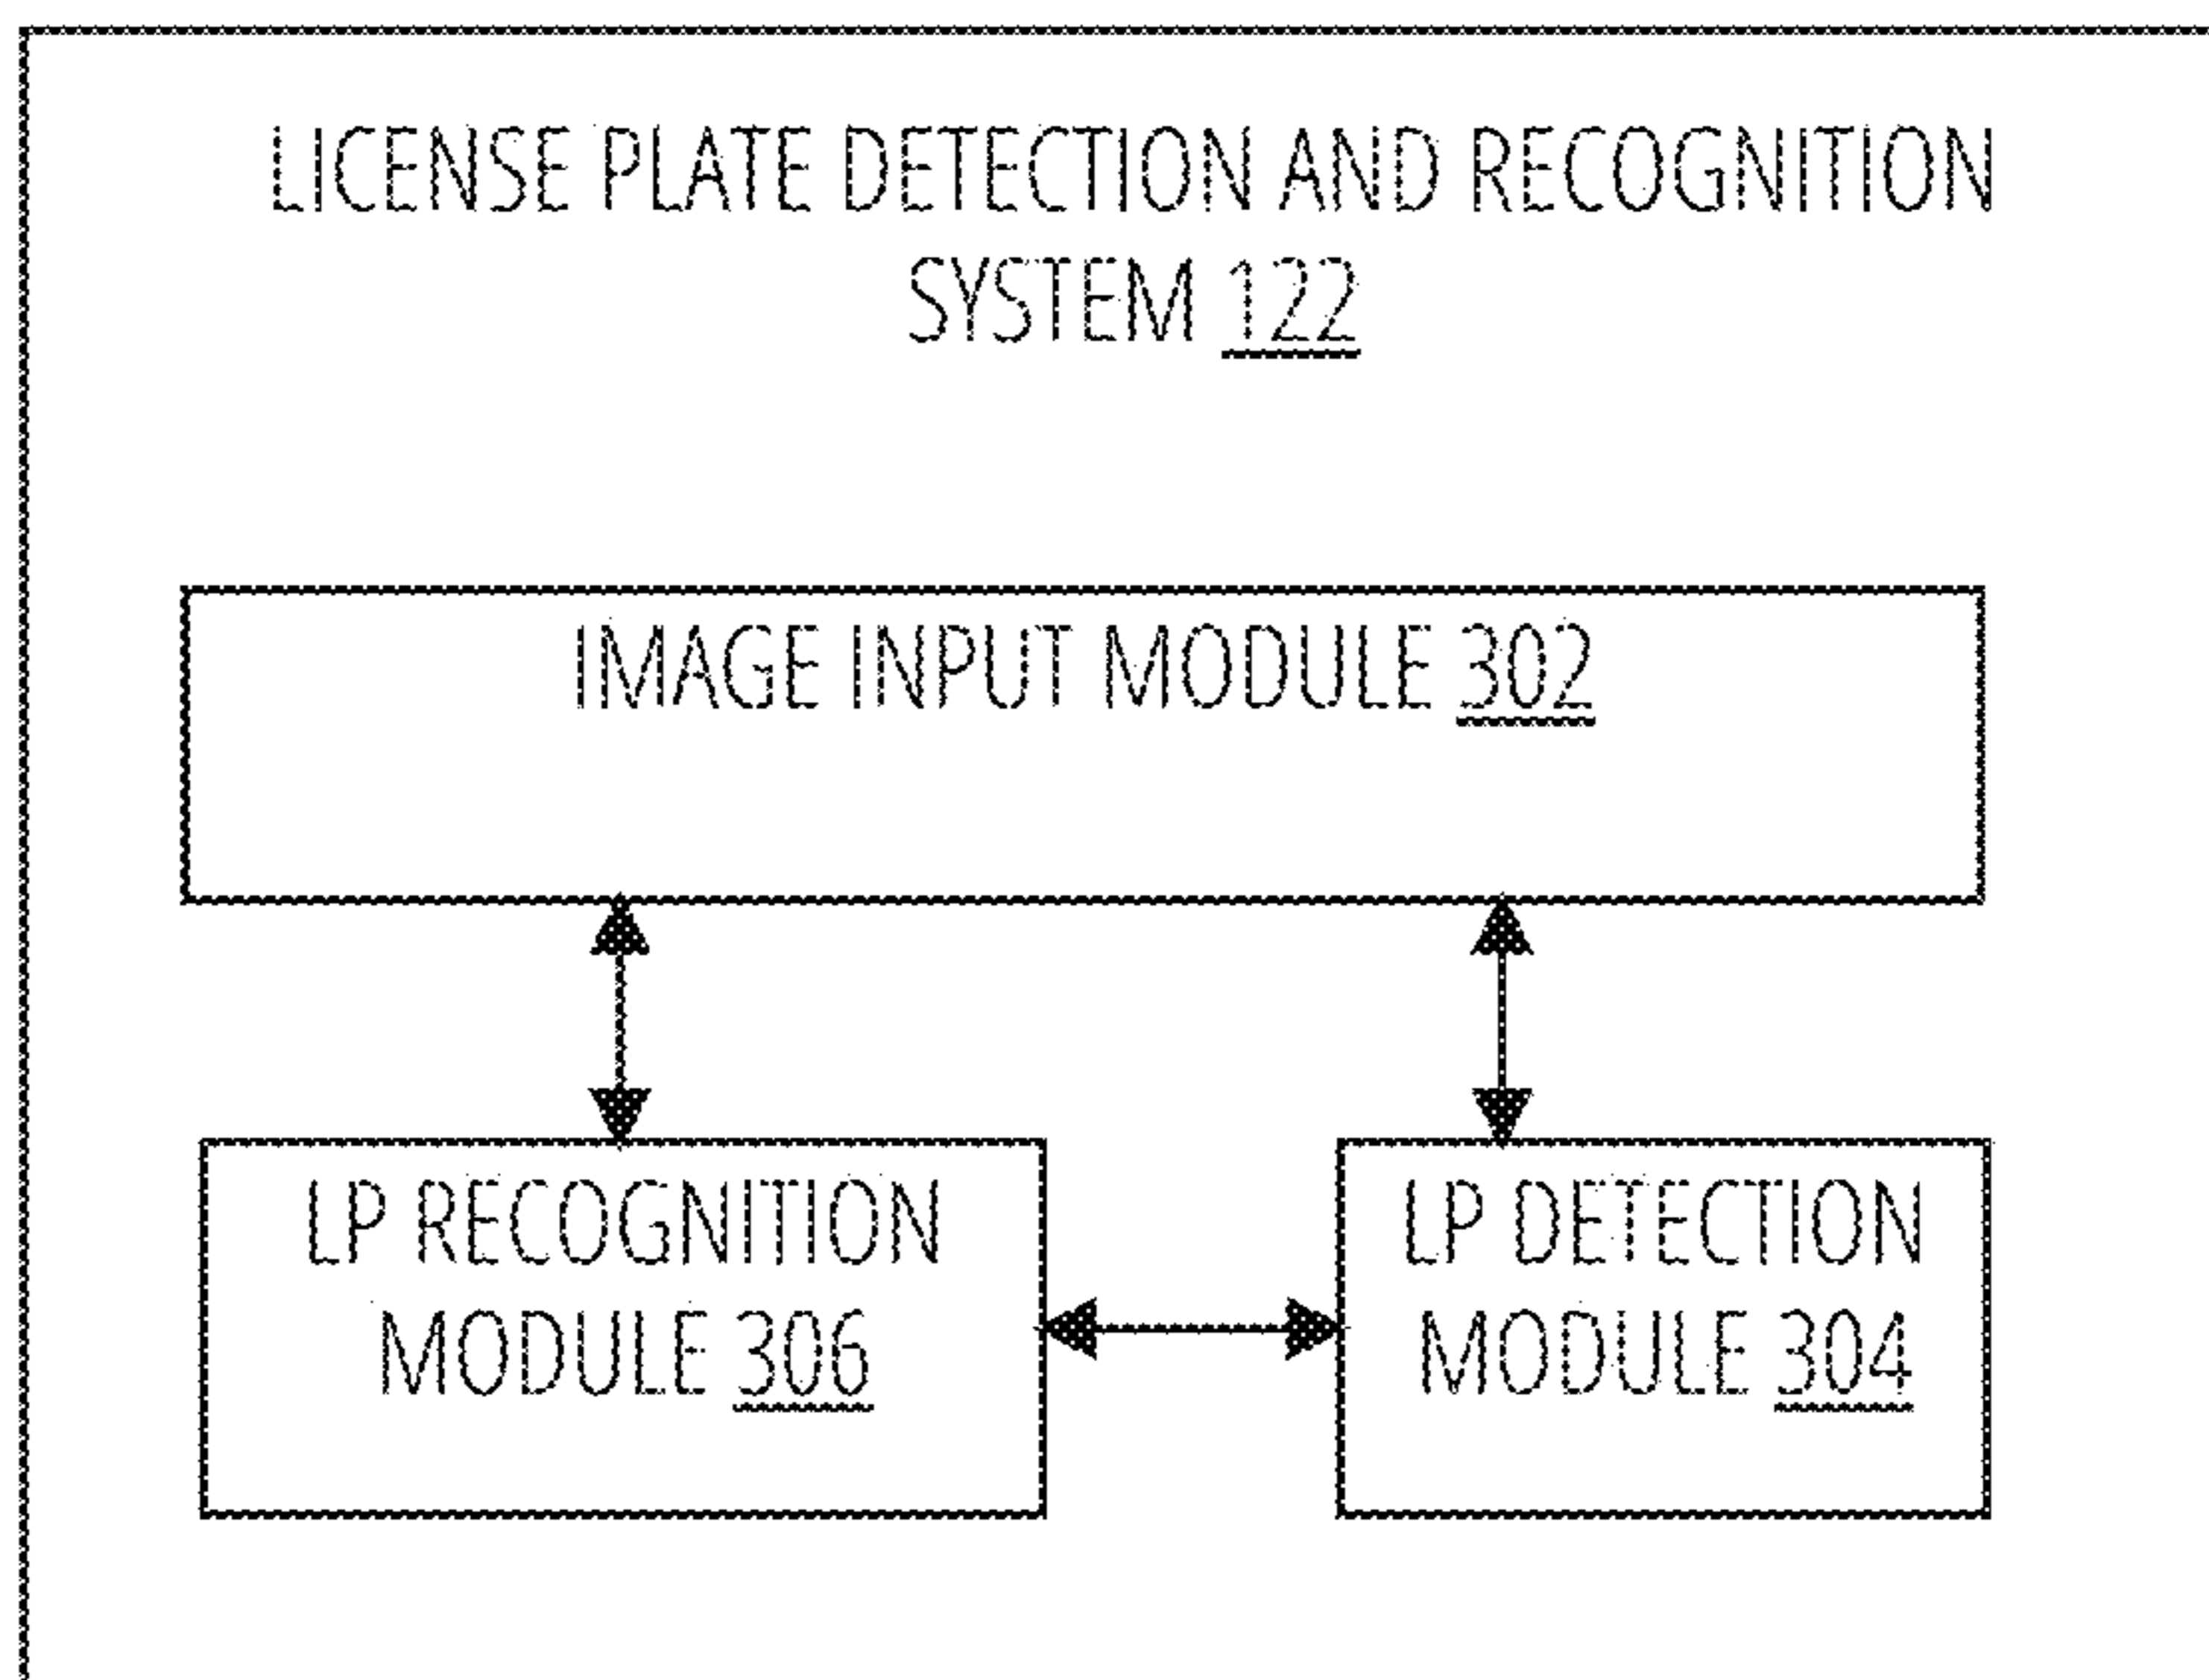 LICENSE PLATE DETECTION AND RECOGNITION
SYSTEM 122
IMAGE INPUT MODULE 302
LP RECOGNITION
MODULE 306
LP DETECTION
MODULE 304